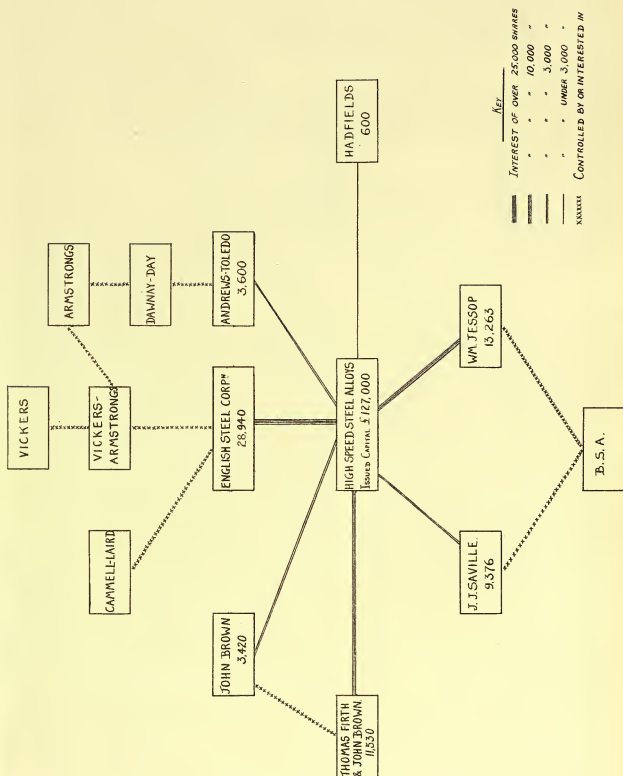 VICKERS
ARMSTRONGS
VICKERS-
ARMSTRONGS
DAWNAY-DAY
CAMMELL-LAIRD
ENGLISH STEEL CORPN
28,940
ANDREWS-TOLEDO
3,600
JOHN BROWN
3,420
THOMAS FIRTH
& JOHN BROWN.
11,530
HIGH SPEED STEEL ALLOYS
ISSUED CAPITAL £127,000
HADFIELDS
600
J. J. SAVILLE.
9,376
WM. JESSOP
13,263
B.S.A.
KEY
INTEREST OF OVER 25,000 SHARES
" " " 10,000 "
" " " 3,000 "
" " UNDER 3,000 "
xxxxxxx CONTROLLED BY OR INTERESTED IN